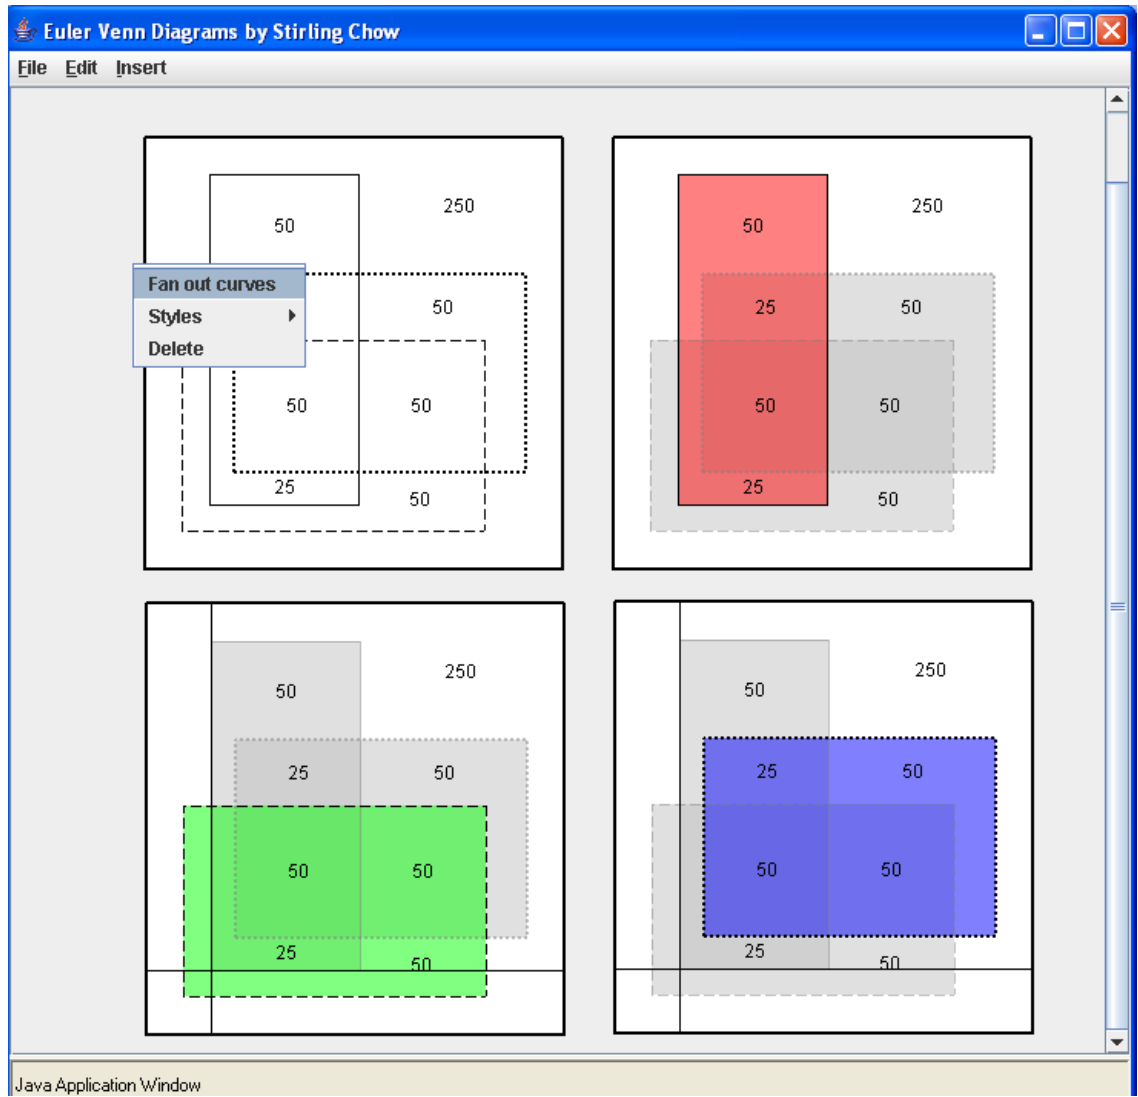 Euler Venn Diagrams by Stirling Chow
File Edit Insert
250 250
50 50
Fan out curves
Styles
Delete
50 25 50
50 50 50 50
25 50 25 50
250 250
50 50
25 50 25 50
50 50 50 50
25 50 25 50
Java Application Window